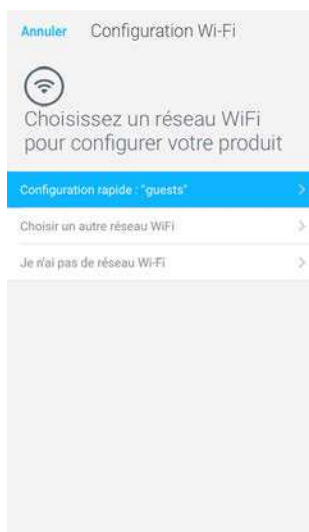 Annuler Configuration Wi-Fi
Choisissez un réseau WiFi
pour configurer votre produit
Configuration rapide : "guests"
Choisir un autre réseau WiFi
Je n'ai pas de réseau Wi-Fi